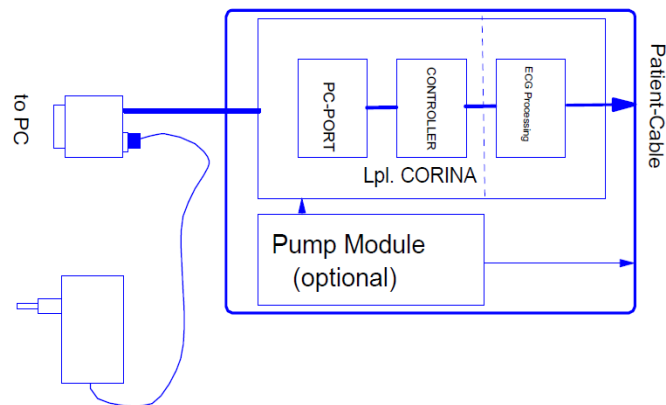 to PC
PC-PORT
CONTROLLER
ECG Processing
Patient-Cable
Lpl. CORINA
Pump Module
(optional)